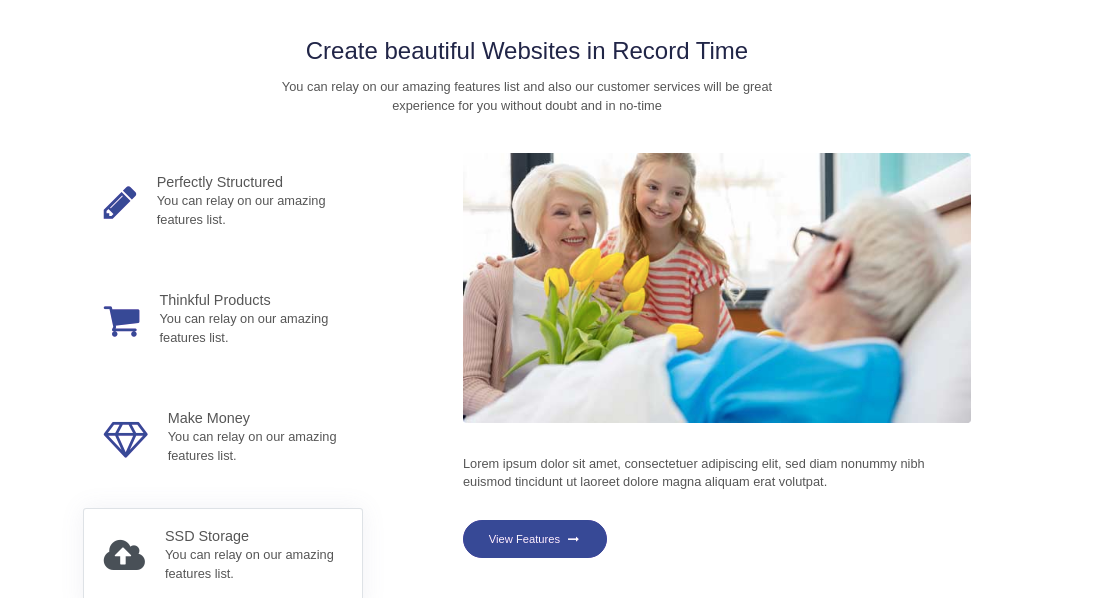 Create beautiful Websites in Record Time
You can relay on our amazing features list and also our customer services will be great
experience for you without doubt and in no-time
Perfectly Structured
You can relay on our amazing
features list.
Thinkful Products
You can relay on our amazing
features list.
Make Money
You can relay on our amazing
features list.
SSD Storage
You can relay on our amazing
features list.
Lorem ipsum dolor sit amet, consectetuer adipiscing elit, sed diam nonummy nibh
euismod tincidunt ut laoreet dolore magna aliquam erat volutpat.
View Features